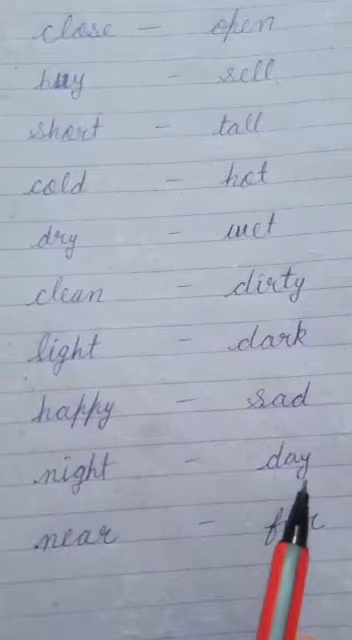 close - open
buy - sell
short - tall
cold - hot
dry - wet
clean - dirty
light - dark
happy - sad
night - day
near -